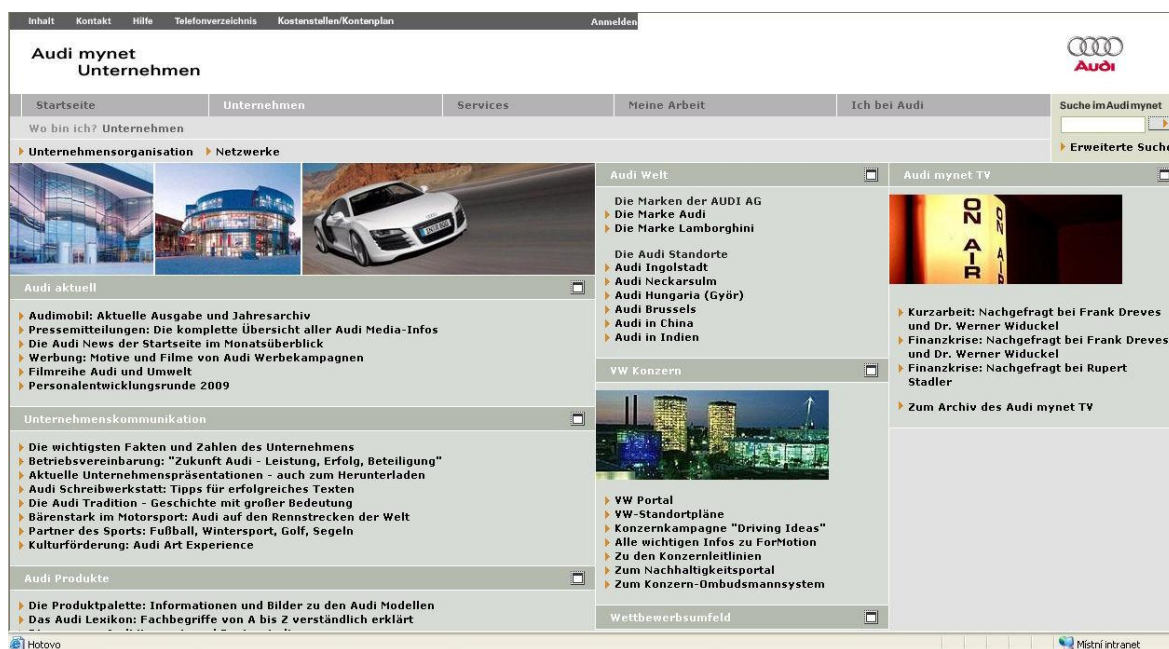 Inhalt Kontakt Hilfe Telefonverzeichnis Kostenstellen/Kontenplan Anmelden
Audi mynet
Unternehmen
Audi
Startseite Unternehmen Services Meine Arbeit Ich bei Audi
Suche im Audi mynet
Wo bin ich? Unternehmen
Unternehmensorganisation Netzwerke
Erweiterte Suche
Audi aktuell
Audimobil: Aktuelle Ausgabe und Jahresarchiv
Pressemitteilungen: Die komplette Übersicht aller Audi Media-Infos
Die Audi News der Startseite im Monatsüberblick
Werbung: Motive und Filme von Audi Werbekampagnen
Filmreihe Audi und Umwelt
Personalentwicklungsrunde 2009
Unternehmenskommunikation
Die wichtigsten Fakten und Zahlen des Unternehmens
Betriebsvereinbarung: "Zukunft Audi - Leistung, Erfolg, Beteiligung"
Aktuelle Unternehmenspräsentationen - auch zum Herunterladen
Audi Schreibwerkstatt: Tipps für erfolgreiches Texten
Die Audi Tradition - Geschichte mit großer Bedeutung
Bärenstark im Motorsport: Audi auf den Rennstrecken der Welt
Partner des Sports: Fußball, Wintersport, Golf, Segeln
Kulturförderung: Audi Art Experience
Audi Produkte
Die Produktpalette: Informationen und Bilder zu den Audi Modellen
Das Audi Lexikon: Fachbegriffe von A bis Z verständlich erklärt
Audi Welt
Die Marken der AUDI AG
Die Marke Audi
Die Marke Lamborghini
Die Audi Standorte
Audi Ingolstadt
Audi Neckarsulm
Audi Hungaria (Györ)
Audi Brussels
Audi in China
Audi in Indien
VW Konzern
VW Portal
VW-Standortpläne
Konzernkampagne "Driving Ideas"
Alle wichtigen Infos zu ForMotion
Zu den Konzernleitlinien
Zum Nachhaltigkeitsportal
Zum Konzern-Ombudsmannsystem
Wettbewerbsumfeld
Audi mynet TV
ON AIR
ON AIR
Kurzarbeit: Nachgefragt bei Frank Dreves
und Dr. Werner Widuckel
Finanzkrise: Nachgefragt bei Frank Dreves
und Dr. Werner Widuckel
Finanzkrise: Nachgefragt bei Rupert
Stadler
Zum Archiv des Audi mynet TV
Hotovo
Místní intranet